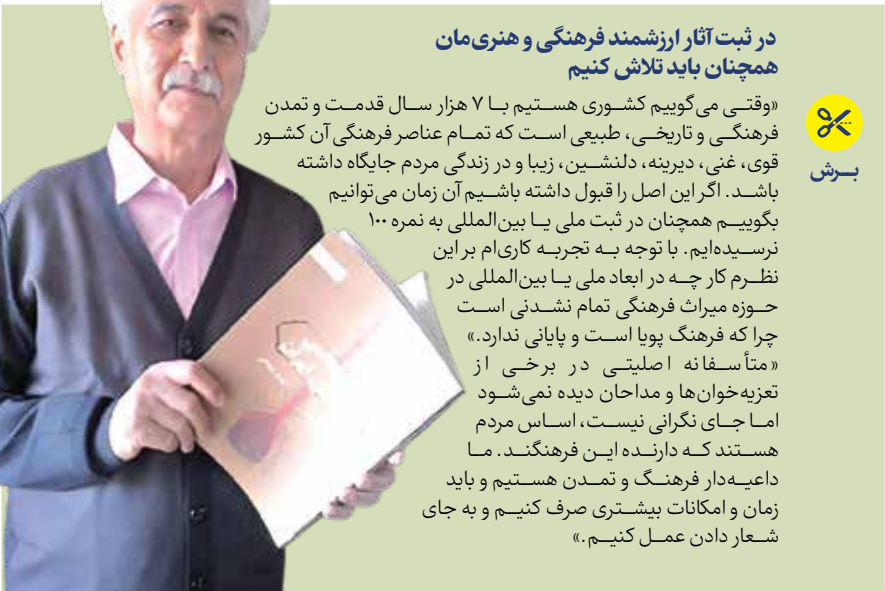 در ثبت آثار ارزشمند فرهنگی و هنری‌مان
همچنان باید تلاش کنیم
«وقتی می‌گوییم کشوری هستیم با ۷ هزار سال قدمت و تمدن
فرهنگی و تاریخی، طبیعی است که تمام عناصر فرهنگی آن کشور
قوی، غنی، دیرینه، دلنشین، زیبا و در زندگی مردم جایگاه داشته
باشد. اگر این اصل را قبول داشته باشیم آن زمان می‌توانیم
بگوییم همچنان در ثبت ملی یا بین‌المللی به نمره ۱۰۰
نرسیده‌ایم. با توجه به تجربه کاری‌ام بر این
نظرم کار چه در ابعاد ملی یا بین‌المللی در
حوزه میراث فرهنگی تمام نشدنی است
چرا که فرهنگ پویا است و پایانی ندارد.»
«متأسفانه اصلیتی در برخی از
تعزیه‌خوان‌ها و مداحان دیده نمی‌شود
اما جای نگرانی نیست، اساس مردم
هستند که دارنده این فرهنگند. ما
داعیه‌دار فرهنگ و تمدن هستیم و باید
زمان و امکانات بیشتری صرف کنیم و به جای
شعار دادن عمل کنیم.»
برش